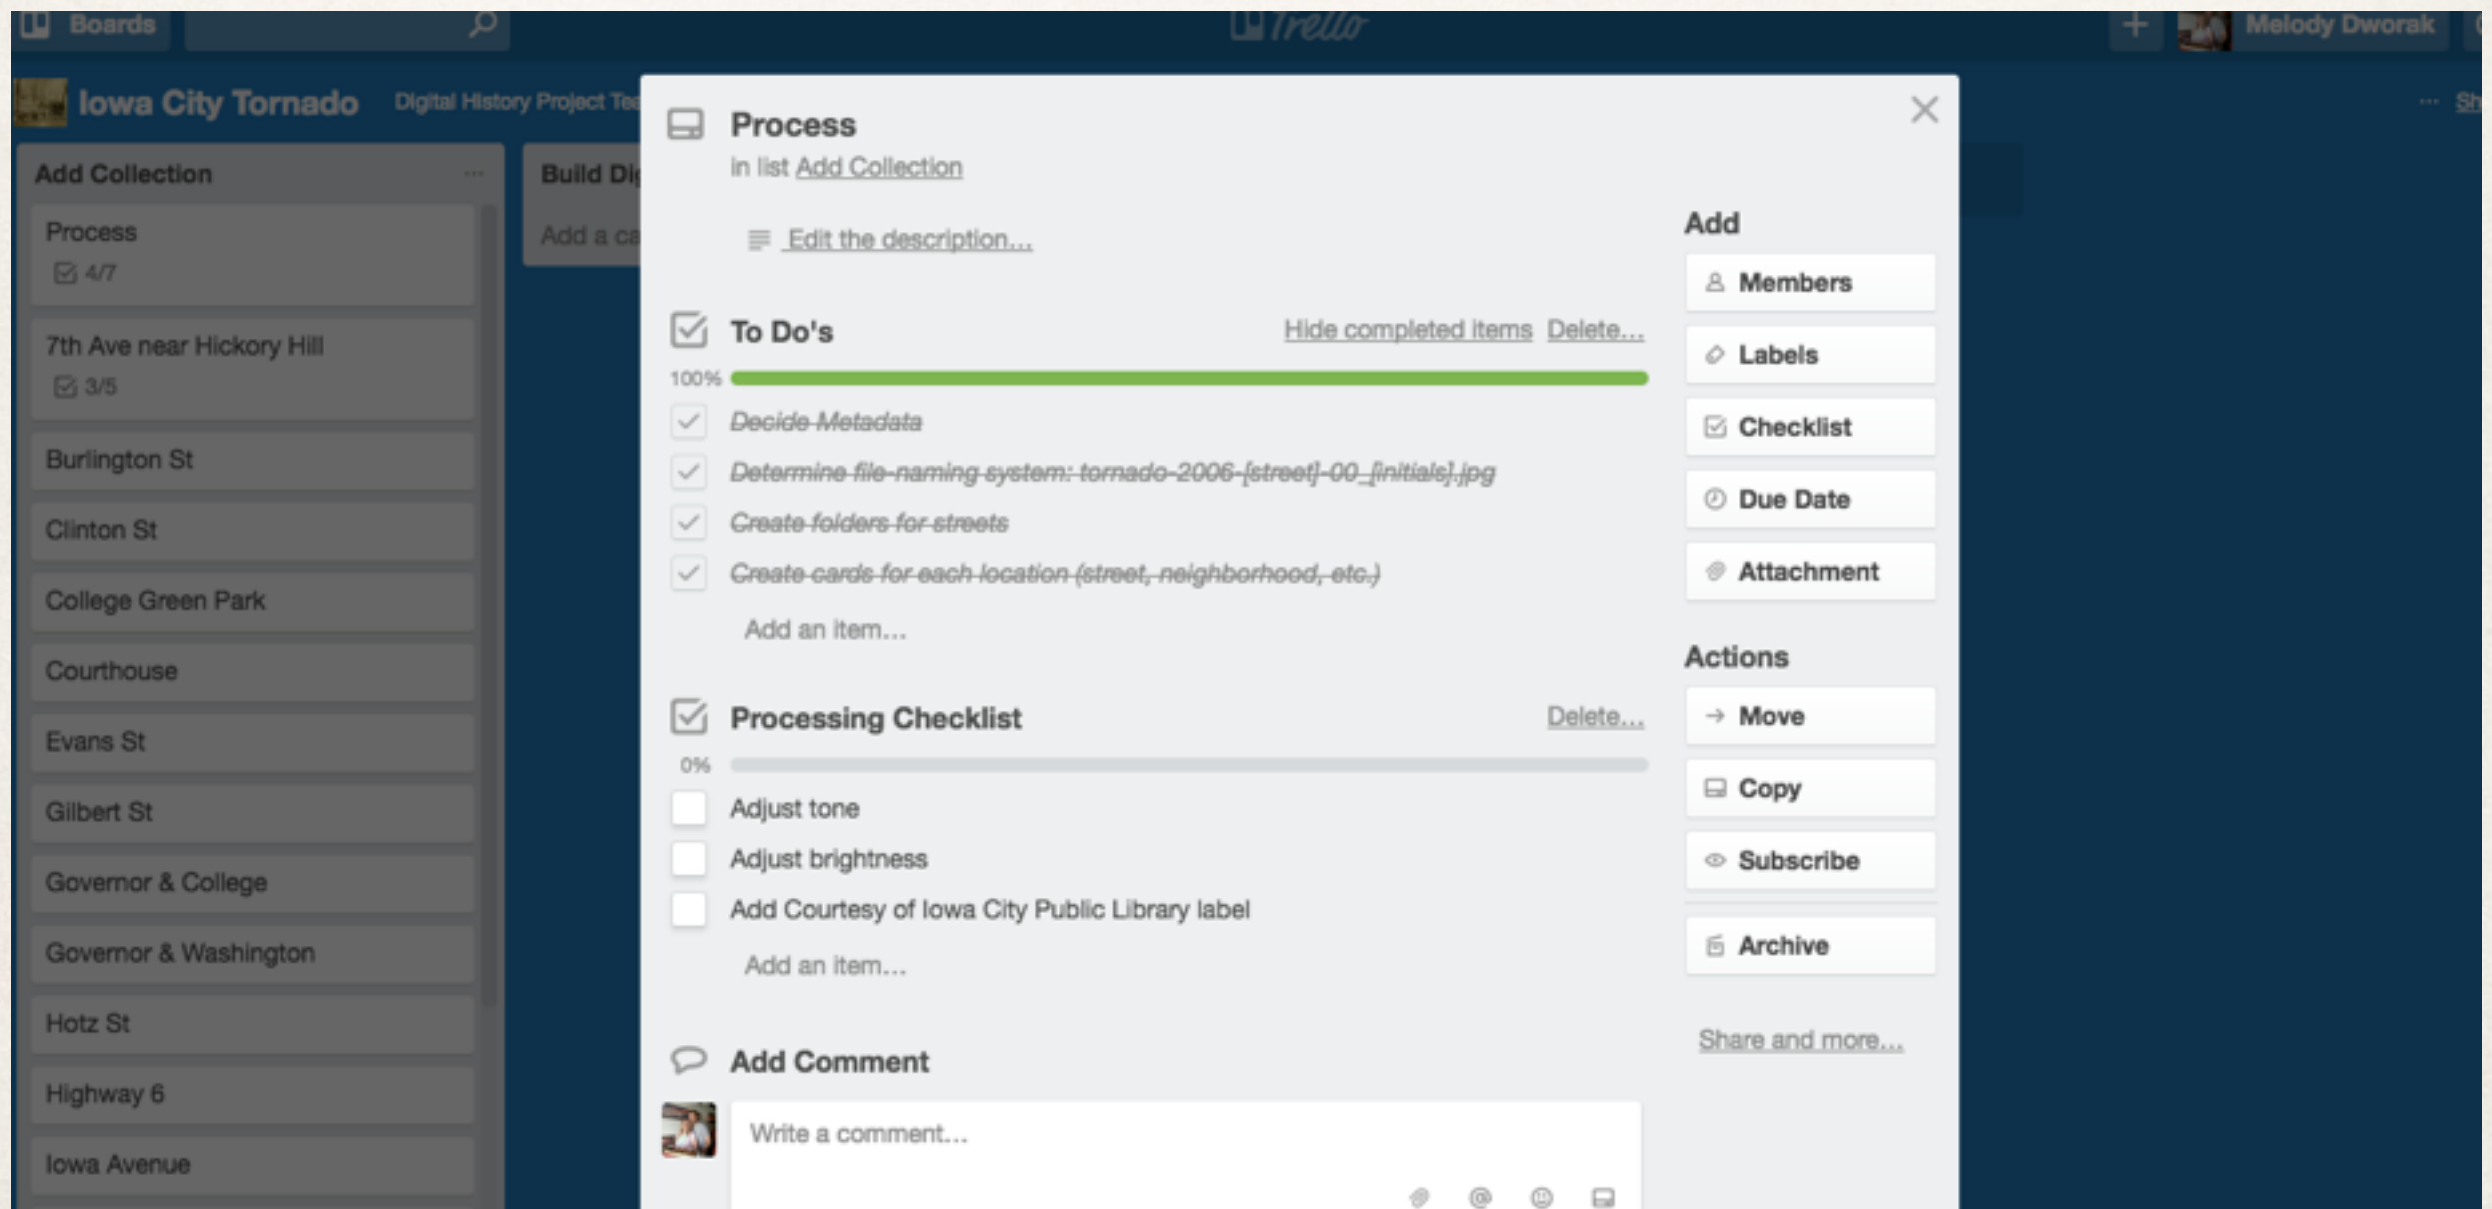 Boards
Trello
Melody Dworak
Iowa City Tornado
Digital History Project
Add Collection
Process
4/7
7th Ave near Hickory Hill
3/5
Burlington St
Clinton St
College Green Park
Courthouse
Evans St
Gilbert St
Governor & College
Governor & Washington
Hotz St
Highway 6
Iowa Avenue
Build
Add a
Process
in list Add Collection
Edit the description...
To Do's
Hide completed items Delete...
100%
Decide Metadata
Determine file-naming system: tornado-2006-[street]-00_[initials].jpg
Create folders for streets
Create cards for each location (street, neighborhood, etc.)
Add an item...
Processing Checklist
Delete...
0%
Adjust tone
Adjust brightness
Add Courtesy of Iowa City Public Library label
Add an item...
Add Comment
Write a comment...
Add
Members
Labels
Checklist
Due Date
Attachment
Actions
Move
Copy
Subscribe
Archive
Share and more...